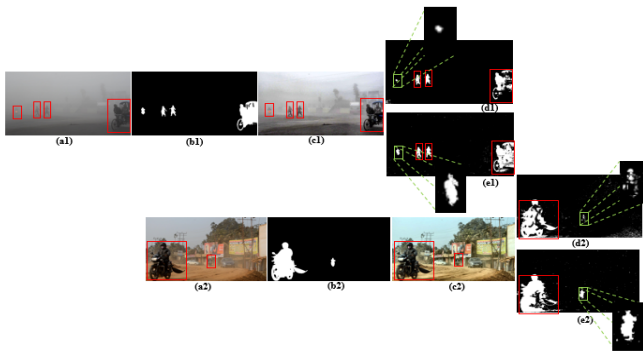 (d1)
(a1) (b1) (c1)
(e1)
(d2)
(a2) (b2) (c2)
(e2)